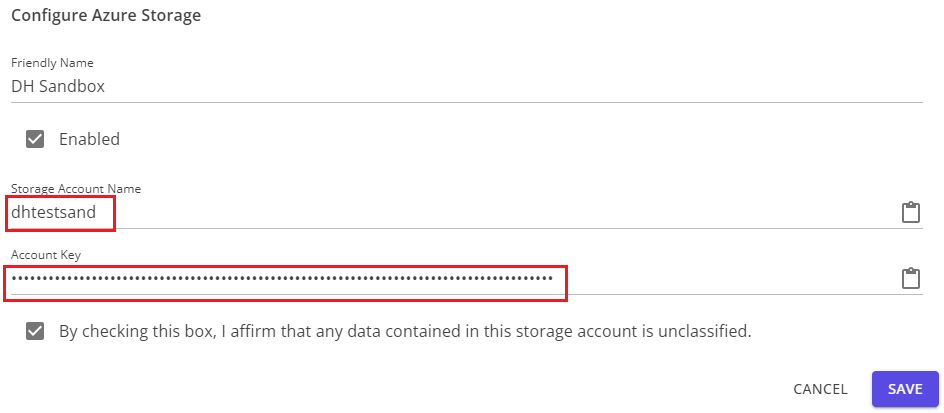 Configure Azure Storage
Friendly Name
DH Sandbox
Enabled
Storage Account Name
dhtestsand
Account Key
••••••••••••••••••••••••••••••••••••••••••••••••••••••••••••••••••••••••••••••••••••••••
By checking this box, I affirm that any data contained in this storage account is unclassified.
CANCEL SAVE